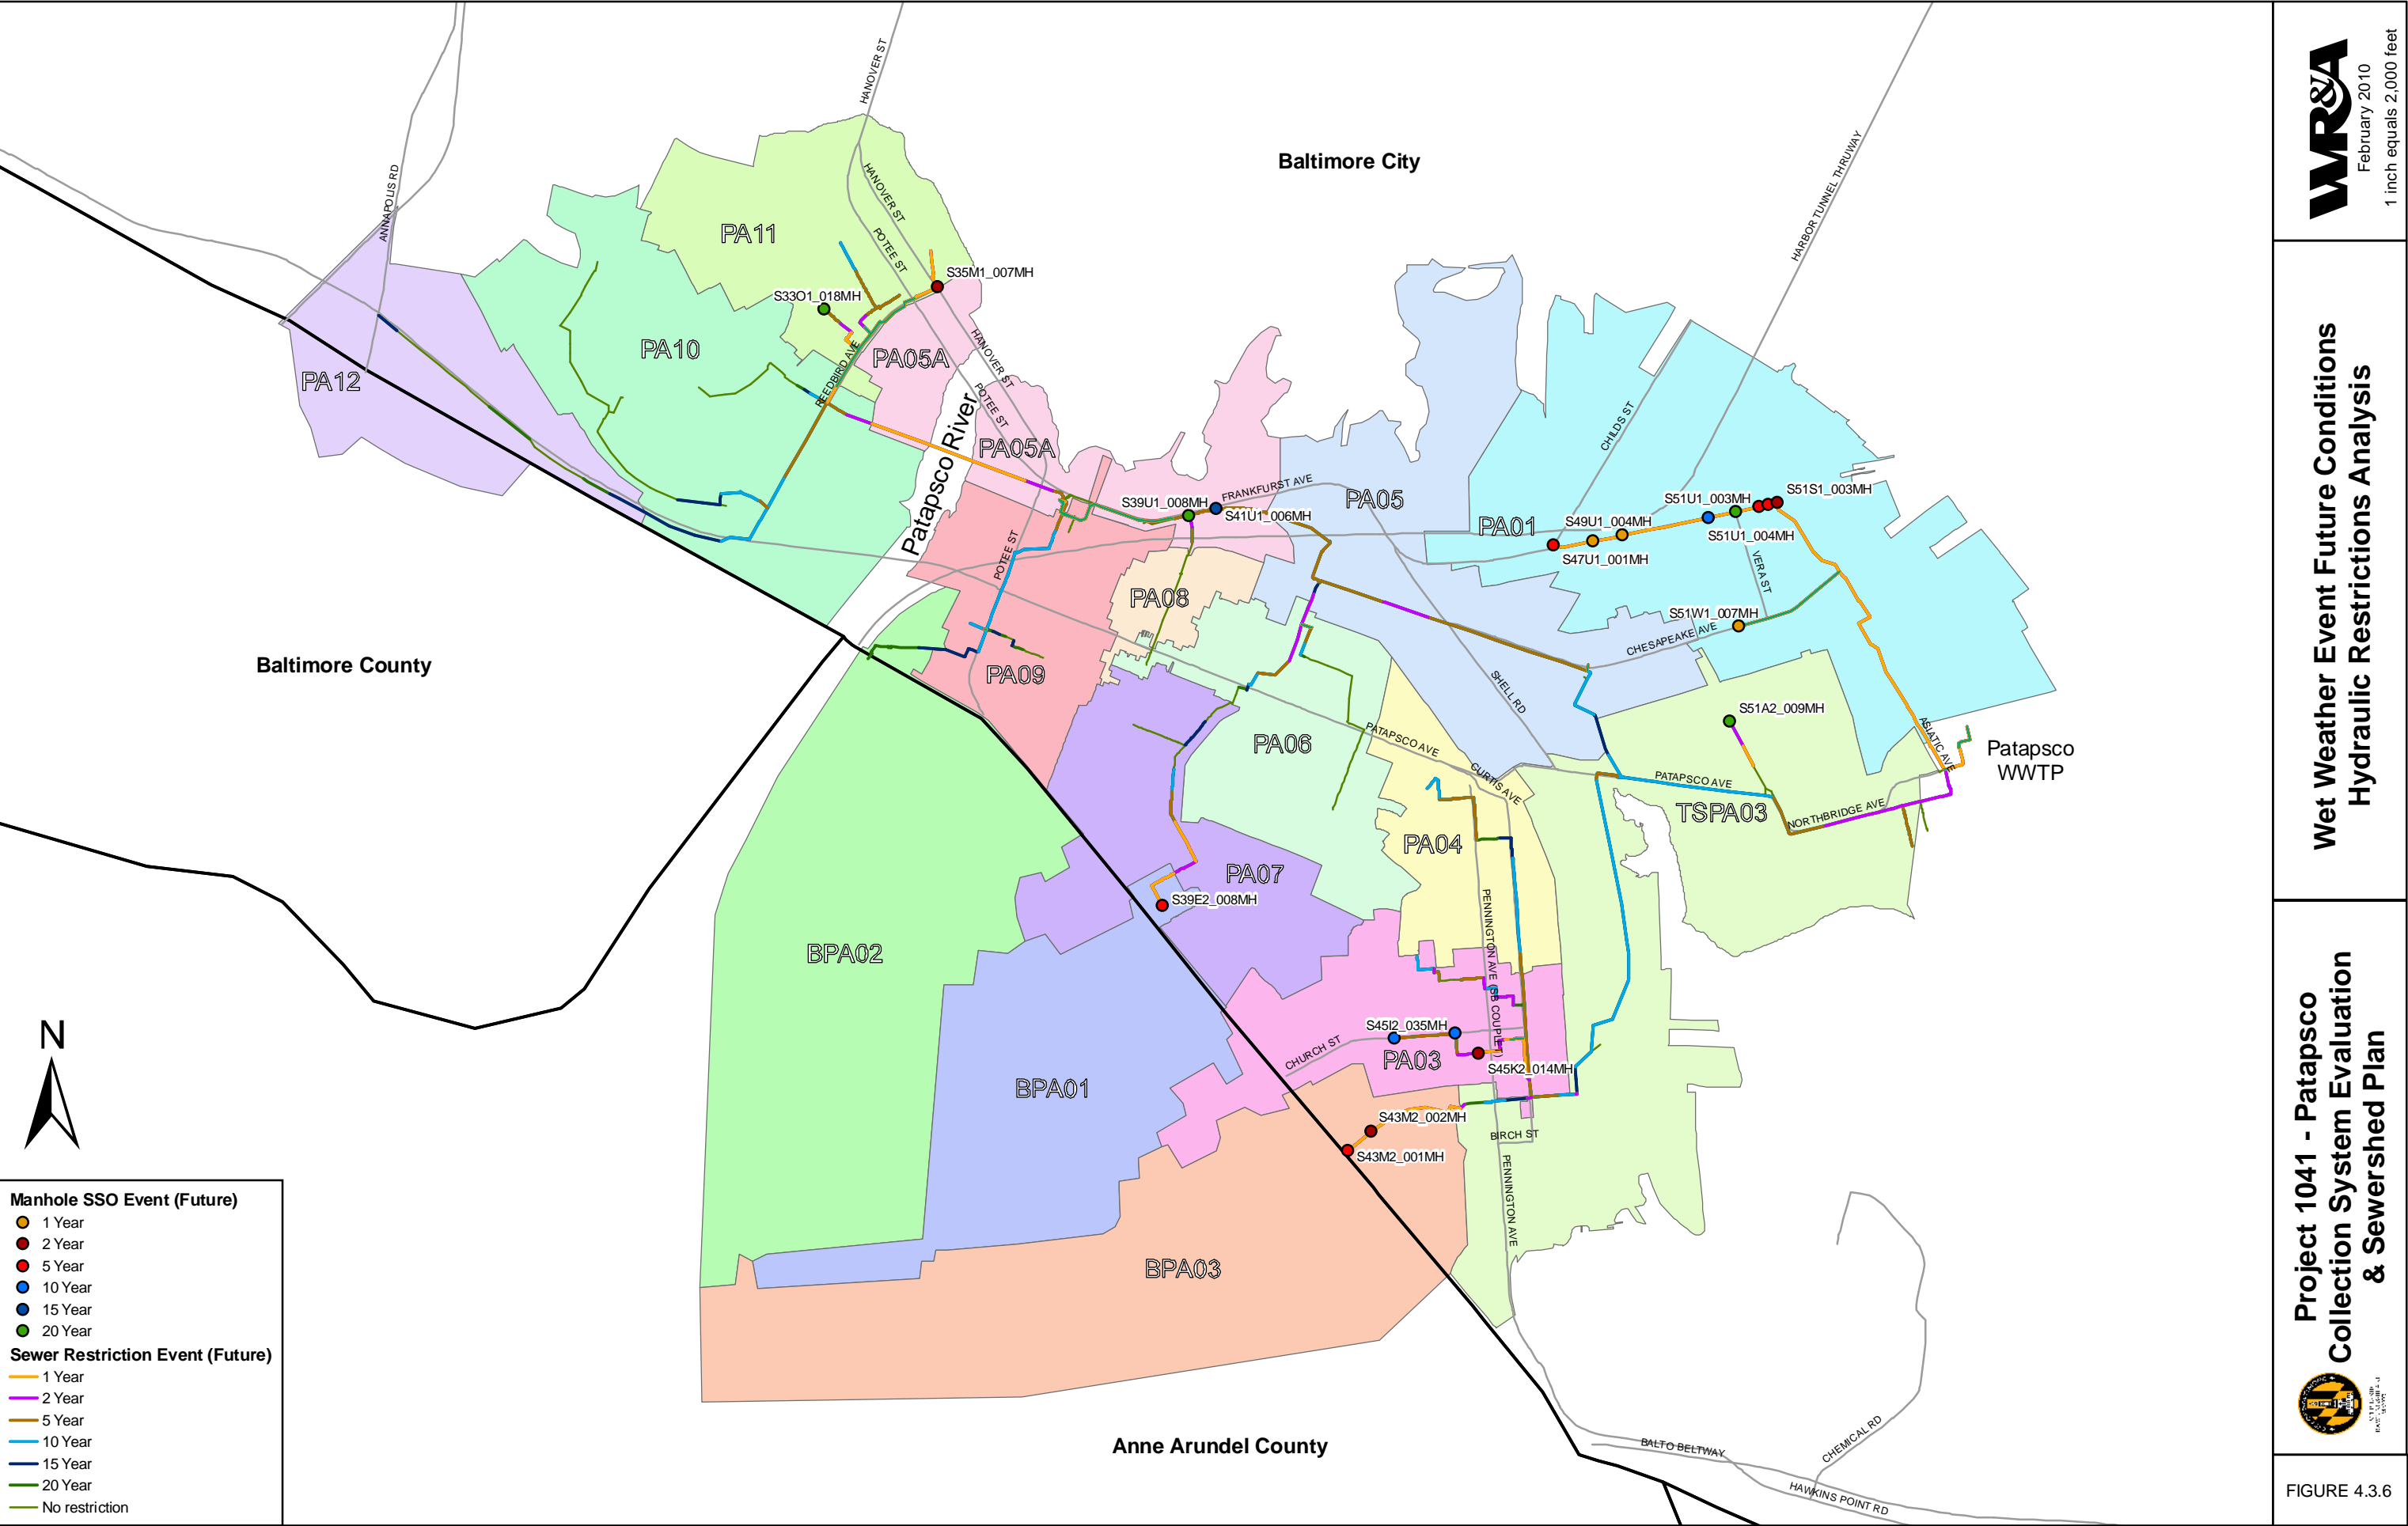 HANOVER ST
ANNAPOLIS RD
Baltimore City
HARBOR TUNNEL THRUWAY
PA11
HANOVER ST
POTEE ST
S35M1_007MH
S33O1_018MH
PA10
REEDBIRD AVE
PA05A
HANOVER ST
POTEE ST
PA12
Patapsco River
PA05A
CHILDS ST
S39U1_008MH
FRANKFURST AVE
S41U1_006MH
PA05
PA01
S49U1_004MH
S51U1_003MH
S51S1_003MH
S51U1_004MH
S47U1_001MH
VERA ST
POTEE ST
PA08
S51W1_007MH
CHESAPEAKE AVE
Baltimore County
PA09
SHELL RD
S51A2_009MH
PA06
PATAPSCO AVE
CURTIS AVE
PATAPSCO AVE
ASIATIC AVE
Patapsco
WWTP
TSPA03
NORTHBRIDGE AVE
PA04
PA07
S39E2_008MH
PENNINGTON AVE (SB COUPLET)
BPA02
S45I2_035MH
CHURCH ST
PA03
S45K2_014MH
BPA01
S43M2_002MH
BIRCH ST
S43M2_001MH
PENNINGTON AVE
BPA03
Anne Arundel County
BALTO BELTWAY
CHEMICAL RD
HAWKINS POINT RD
N
Manhole SSO Event (Future)
1 Year
2 Year
5 Year
10 Year
15 Year
20 Year
Sewer Restriction Event (Future)
1 Year
2 Year
5 Year
10 Year
15 Year
20 Year
No restriction
WR&A
February 2010
1 inch equals 2,000 feet
Wet Weather Event Future Conditions
Hydraulic Restrictions Analysis
Project 1041 - Patapsco
Collection System Evaluation
& Sewershed Plan
FIGURE 4.3.6